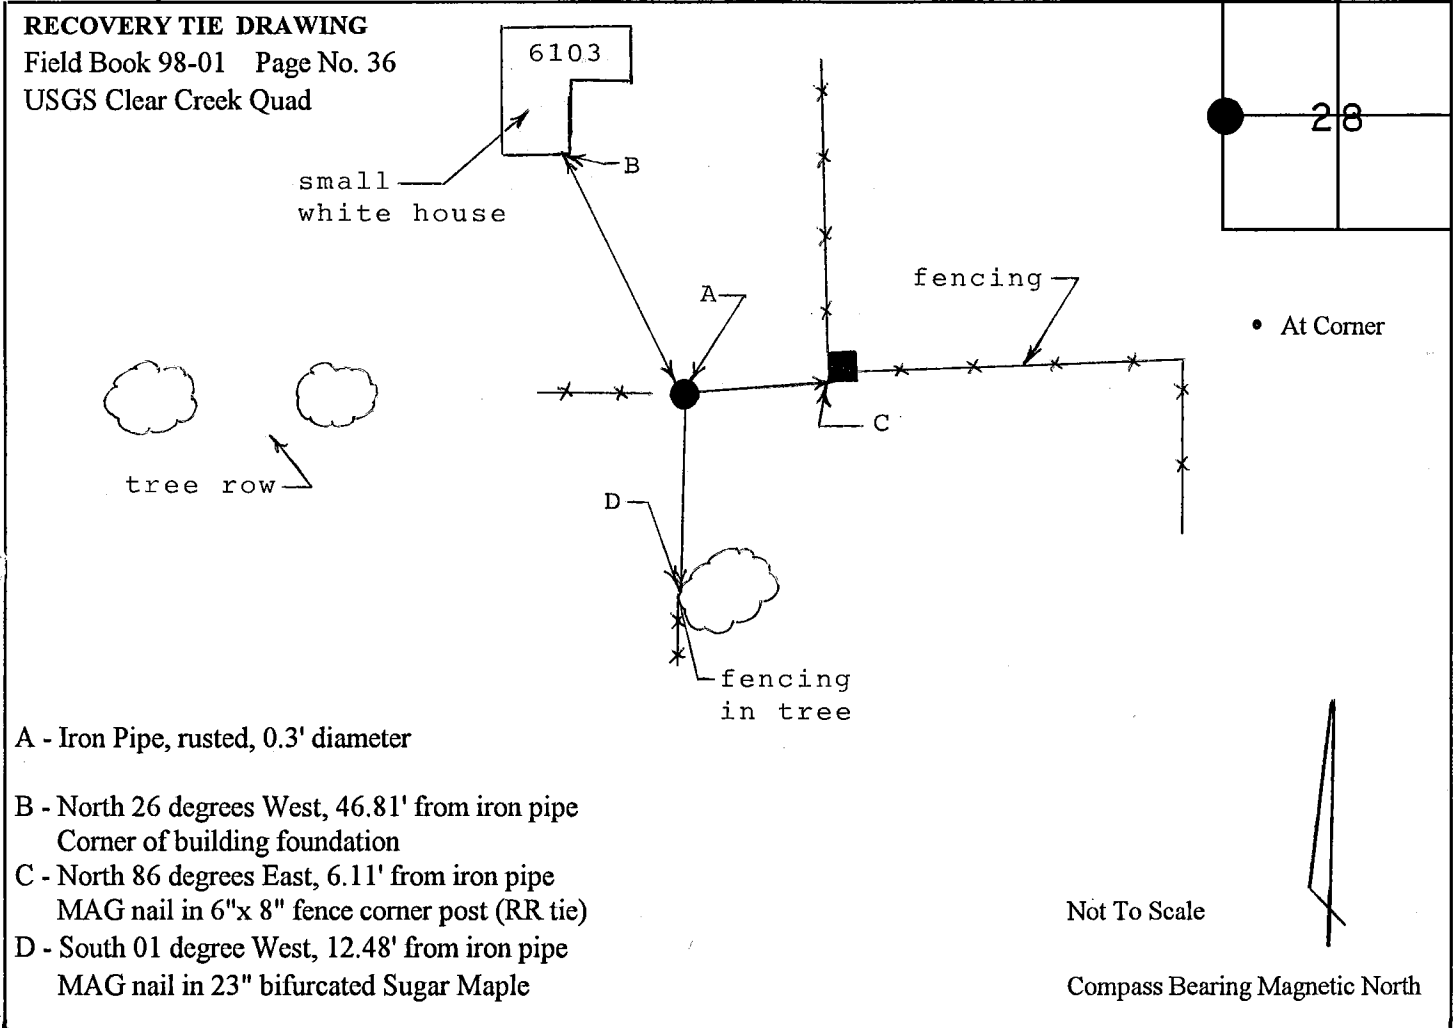 RECOVERY TIE DRAWING
Field Book 98-01 Page No. 36
USGS Clear Creek Quad
6103
28
B
small
white house
fencing
A
At Corner
C
tree row
D
fencing
in tree
A - Iron Pipe, rusted, 0.3' diameter
B - North 26 degrees West, 46.81' from iron pipe
Corner of building foundation
C - North 86 degrees East, 6.11' from iron pipe
MAG nail in 6"x 8" fence corner post (RR tie)
D - South 01 degree West, 12.48' from iron pipe
MAG nail in 23" bifurcated Sugar Maple
Not To Scale
Compass Bearing Magnetic North